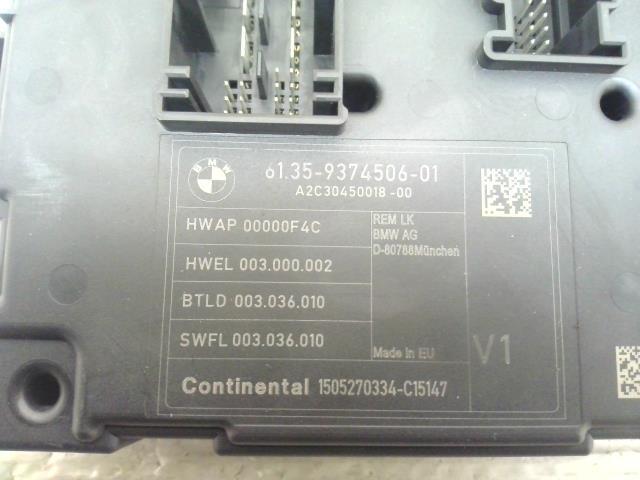 BMW
61.35-9374506-01
A2C30450018-00
HWAP 00000F4C
HWEL 003.000.002
BTLD 003.036.010
SWFL 003.036.010
REM LK
BMW AG
D-80788München
Made In EU
V1
Continental 1505270334-C15147